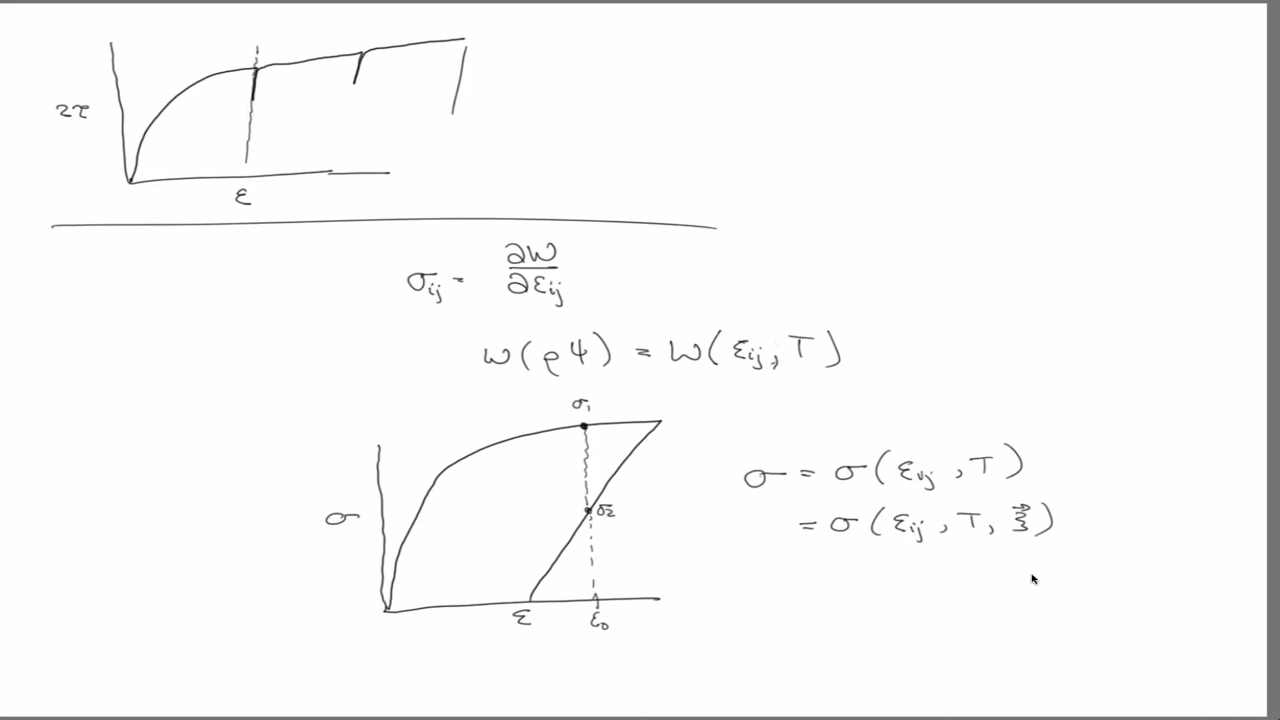 2τ
ε
σij = ∂W/∂εij
W(ρψ) = W(εij, T)
σ1
σ = σ(εij, T)
σ
σ2
= σ(εij, T, ξ⃗)
ε
ε0